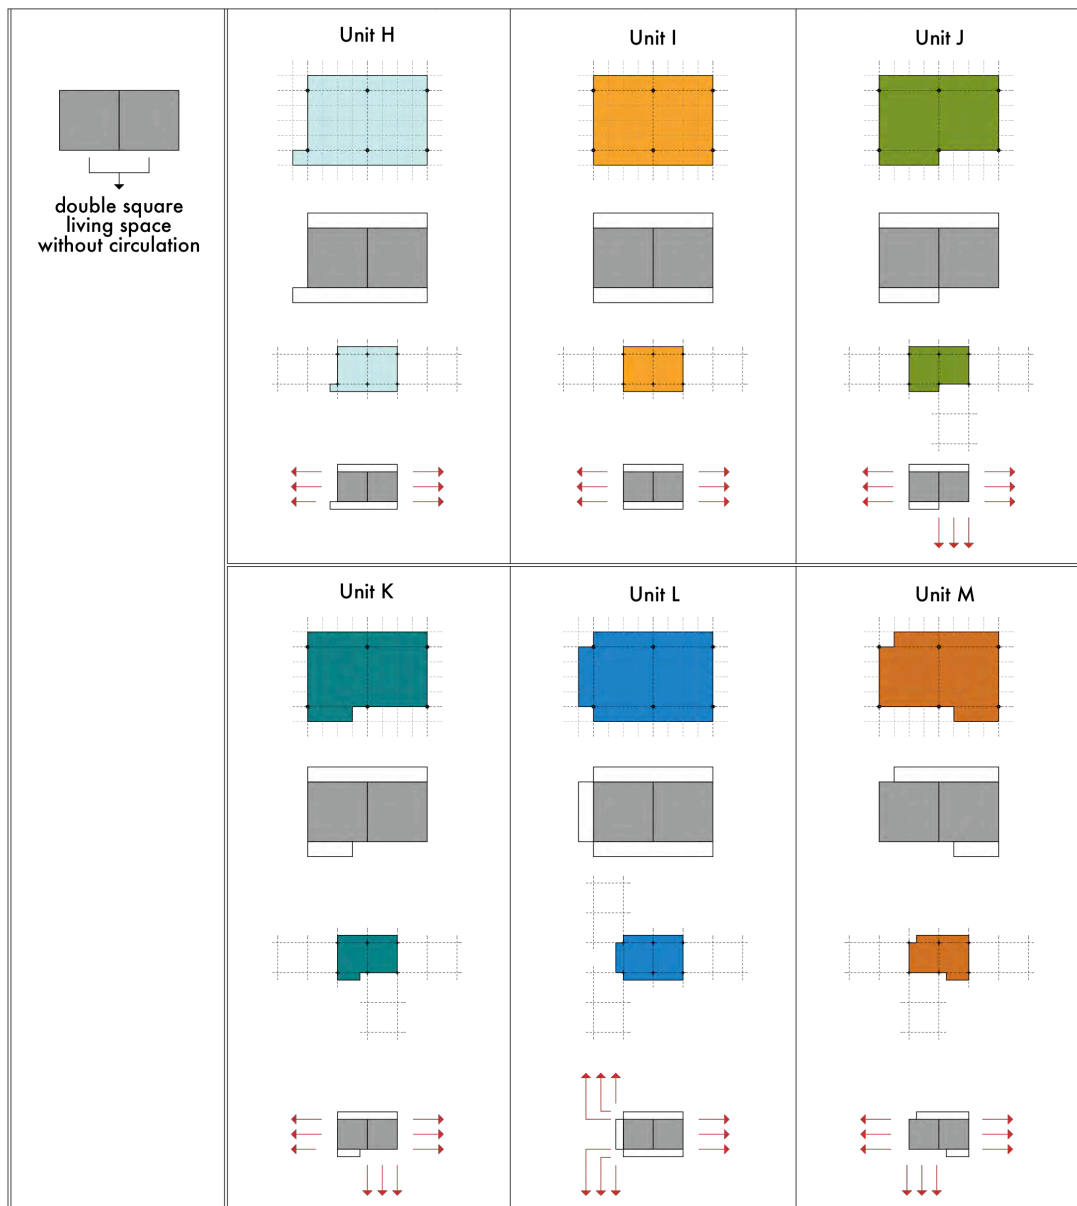 Unit H
Unit I
Unit J
double square
living space
without circulation
Unit K
Unit L
Unit M